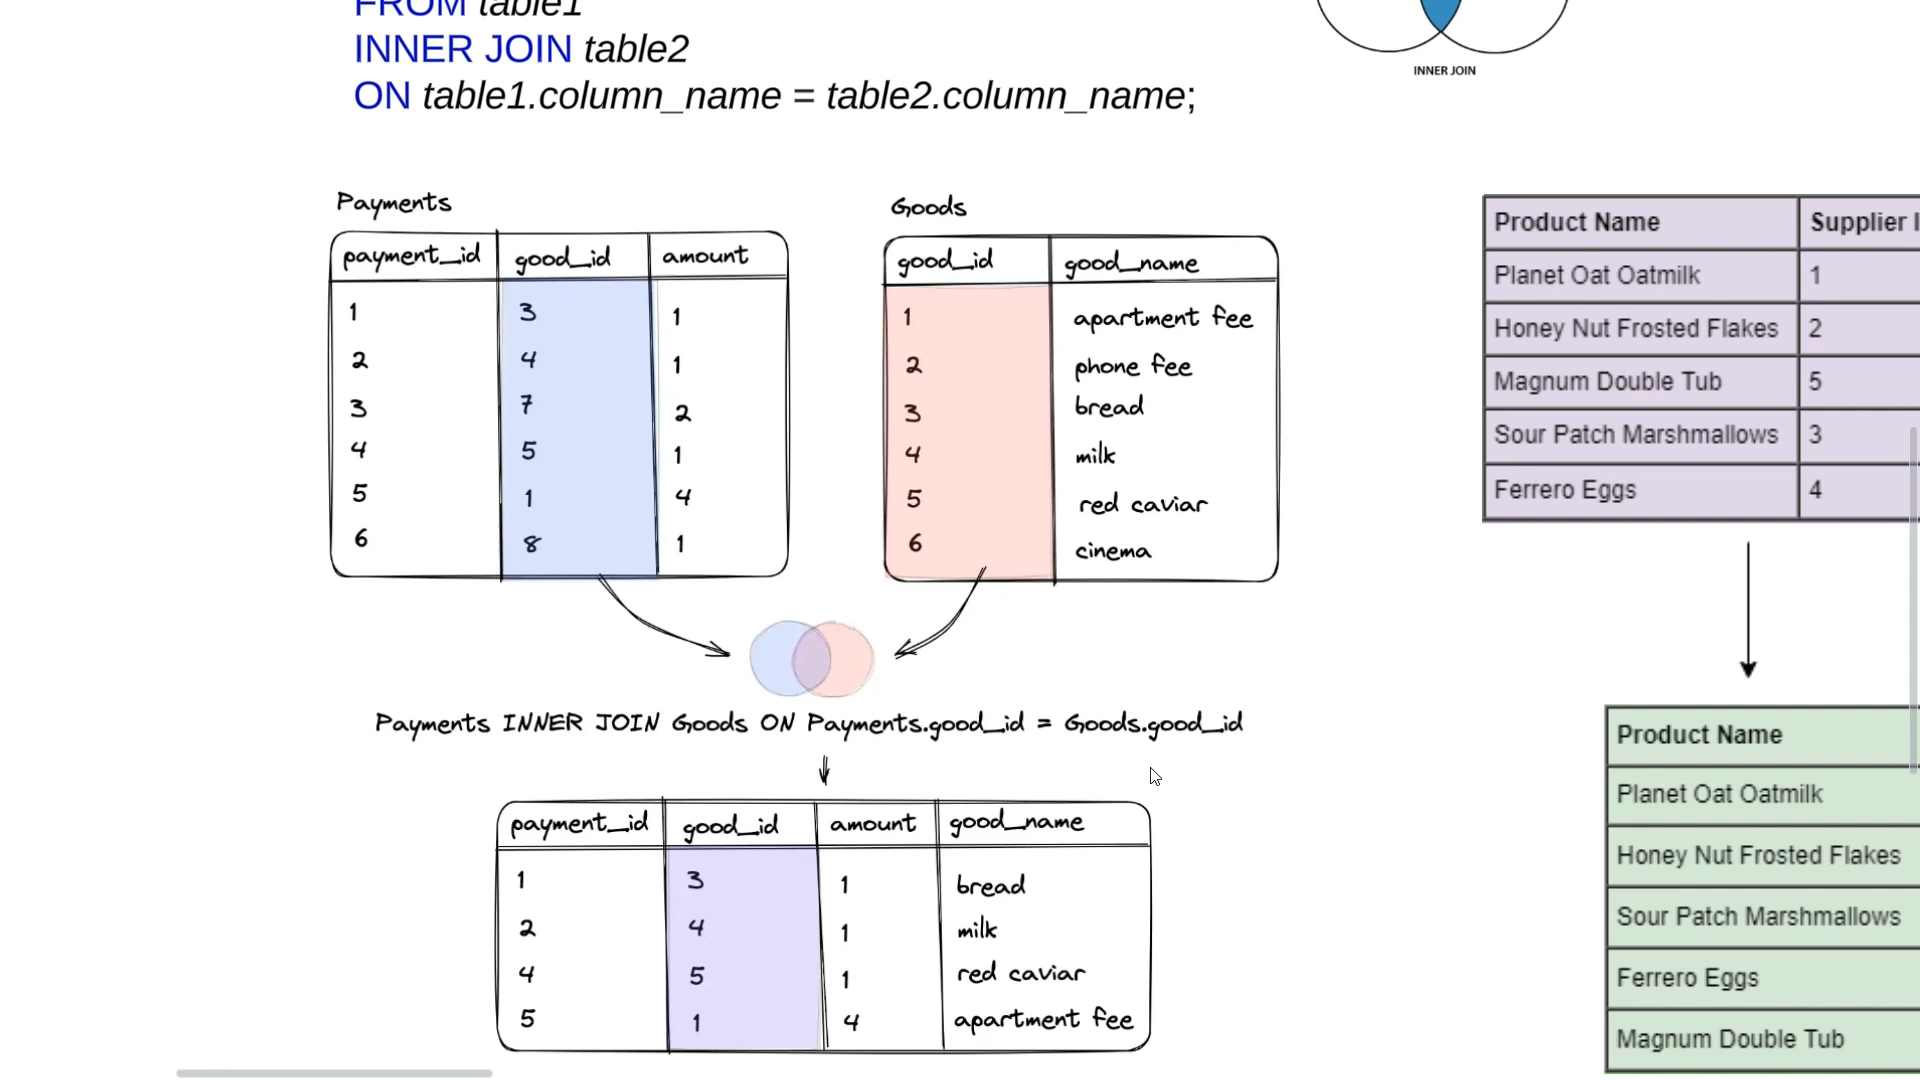 FROM table1
INNER JOIN table2
ON table1.column_name = table2.column_name;
INNER JOIN
Payments
payment_id good_id amount
1 3 1
2 4 1
3 7 2
4 5 1
5 1 4
6 8 1
Goods
good_id good_name
1 apartment fee
2 phone fee
3 bread
4 milk
5 red caviar
6 cinema
Payments INNER JOIN Goods ON Payments.good_id = Goods.good_id
payment_id good_id amount good_name
1 3 1 bread
2 4 1 milk
4 5 1 red caviar
5 1 4 apartment fee
Product Name Supplier
Planet Oat Oatmilk 1
Honey Nut Frosted Flakes 2
Magnum Double Tub 5
Sour Patch Marshmallows 3
Ferrero Eggs 4
Product Name
Planet Oat Oatmilk
Honey Nut Frosted Flakes
Sour Patch Marshmallows
Ferrero Eggs
Magnum Double Tub